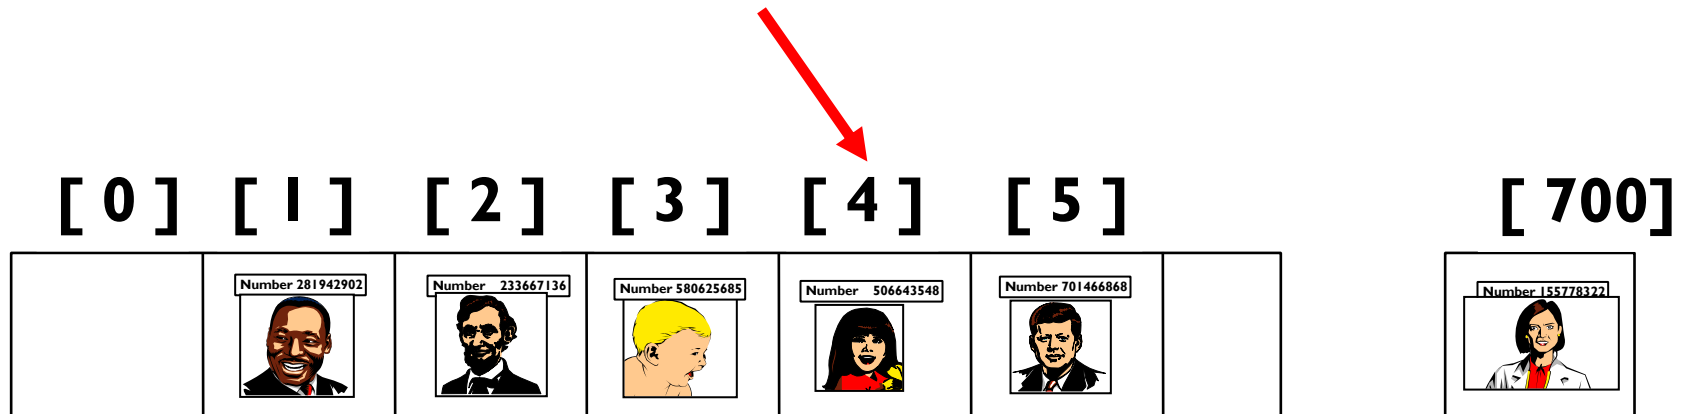 [ 0 ] [ 1 ] [ 2 ] [ 3 ] [ 4 ] [ 5 ] [ 700]
Number 281942902
Number 233667136
Number 580625685
Number 506643548
Number 701466868
Number 155778322